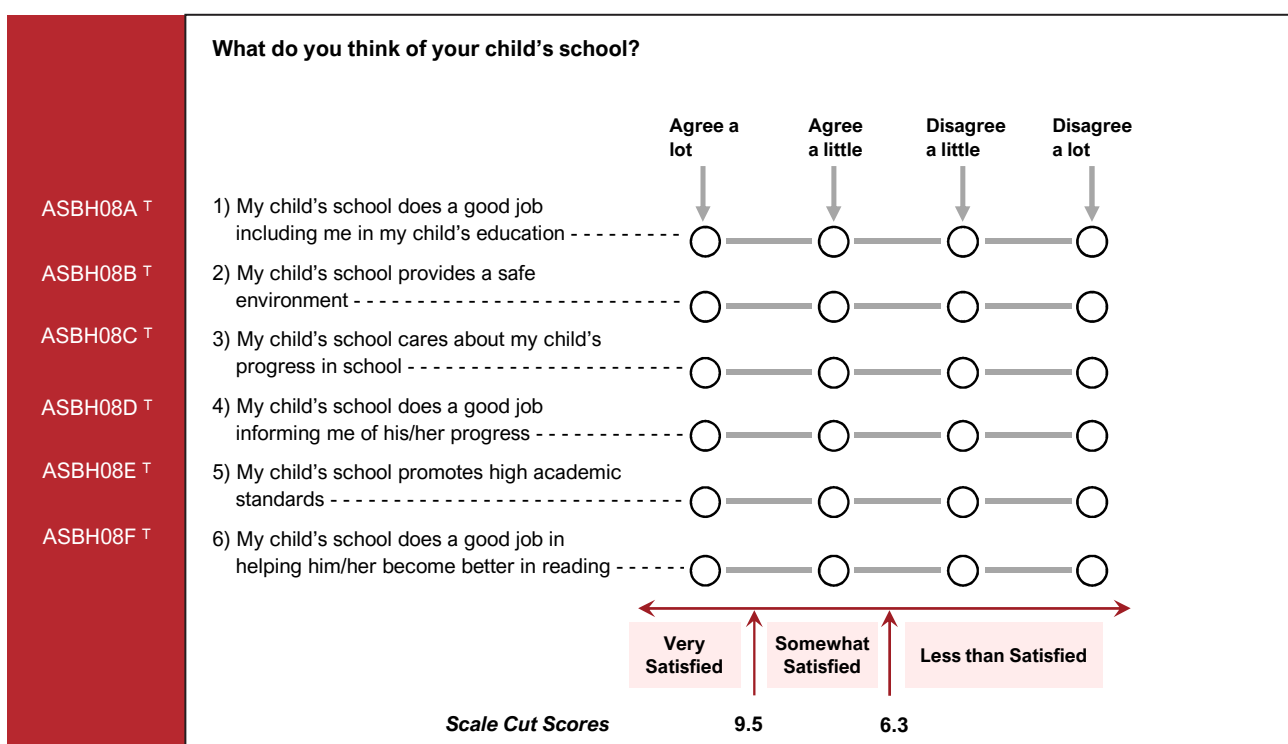 What do you think of your child's school?
Agree a lot
Agree a little
Disagree a little
Disagree a lot
ASBH08A T
1) My child's school does a good job
including me in my child's education
ASBH08B T
2) My child's school provides a safe
environment
ASBH08C T
3) My child's school cares about my child's
progress in school
ASBH08D T
4) My child's school does a good job
informing me of his/her progress
ASBH08E T
5) My child's school promotes high academic
standards
ASBH08F T
6) My child's school does a good job in
helping him/her become better in reading
Very
Satisfied
Somewhat
Satisfied
Less than Satisfied
Scale Cut Scores 9.5 6.3